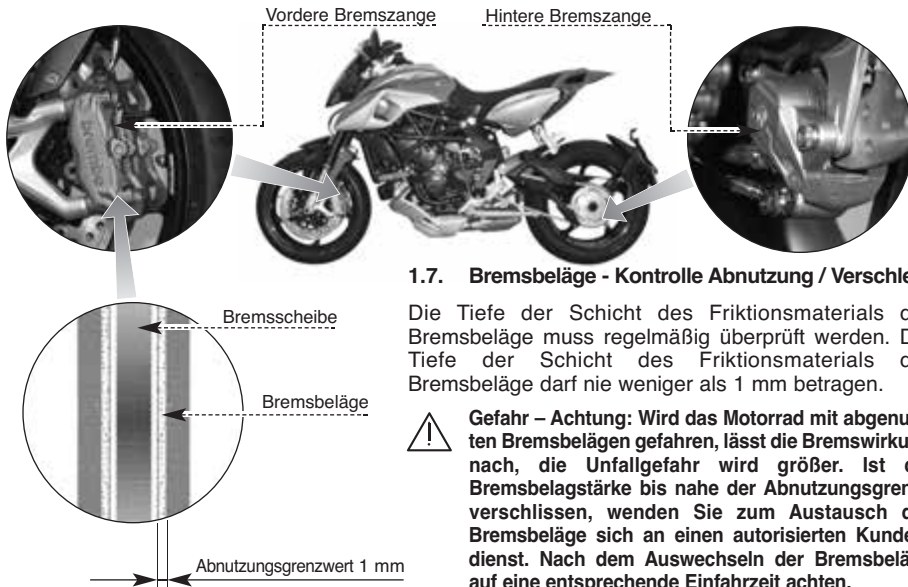 Vordere Bremszange
Hintere Bremszange
brembo
Bremsscheibe
Bremsbeläge
Abnutzungsgrenzwert 1 mm
1.7. Bremsbeläge - Kontrolle Abnutzung / Verschle
Die Tiefe der Schicht des Friktionsmaterials d
Bremsbeläge muss regelmäßig überprüft werden. D
Tiefe der Schicht des Friktionsmaterials d
Bremsbeläge darf nie weniger als 1 mm betragen.
Gefahr – Achtung: Wird das Motorrad mit abgenu
ten Bremsbelägen gefahren, lässt die Bremswirku
nach, die Unfallgefahr wird größer. Ist d
Bremsbelagstärke bis nahe der Abnutzungsgren
verschlissen, wenden Sie zum Austausch d
Bremsbeläge sich an einen autorisierten Kunde
dienst. Nach dem Auswechseln der Bremsbelä
auf eine entsprechende Einfahrzeit achten.